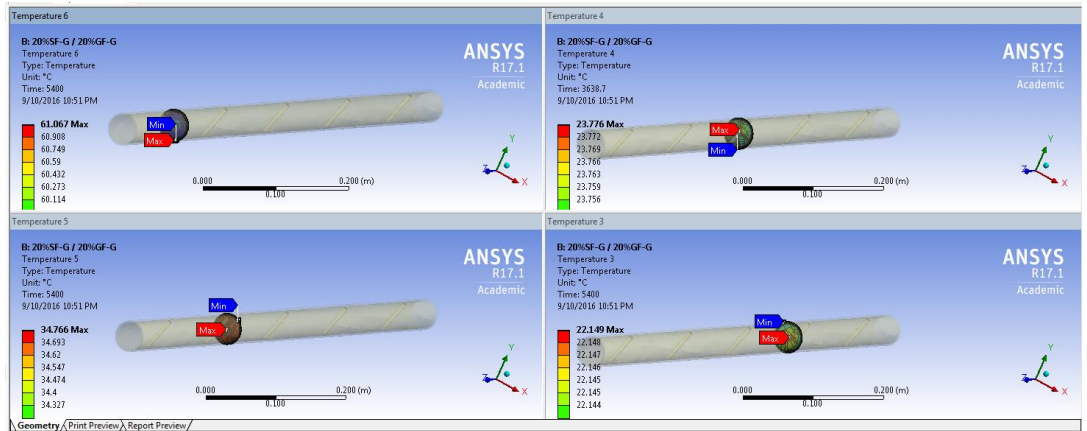 Temperature 6
B: 20%SF-G / 20%GF-G
Temperature 6
Type: Temperature
Unit: °C
Time: 5400
9/10/2016 10:51 PM
61.067 Max
60.908
60.749
60.59
60.432
60.273
60.114
Min
Max
ANSYS
R17.1
Academic
0.000
0.200 (m)
0.100
Y
Z
X
Temperature 4
B: 20%SF-G / 20%GF-G
Temperature 4
Type: Temperature
Unit: °C
Time: 3638.7
9/10/2016 10:51 PM
23.776 Max
23.772
23.769
23.766
23.763
23.759
23.756
Max
Min
ANSYS
R17.1
Academic
0.000
0.200 (m)
0.100
Y
Z
X
Temperature 5
B: 20%SF-G / 20%GF-G
Temperature 5
Type: Temperature
Unit: °C
Time: 5400
9/10/2016 10:51 PM
34.766 Max
34.693
34.62
34.547
34.474
34.4
34.327
Min
Max
ANSYS
R17.1
Academic
0.000
0.200 (m)
0.100
Y
Z
X
Temperature 3
B: 20%SF-G / 20%GF-G
Temperature 3
Type: Temperature
Unit: °C
Time: 5400
9/10/2016 10:51 PM
22.149 Max
22.148
22.147
22.146
22.145
22.145
22.144
Min
Max
ANSYS
R17.1
Academic
0.000
0.200 (m)
0.100
Y
Z
X
Geometry / Print Preview / Report Preview